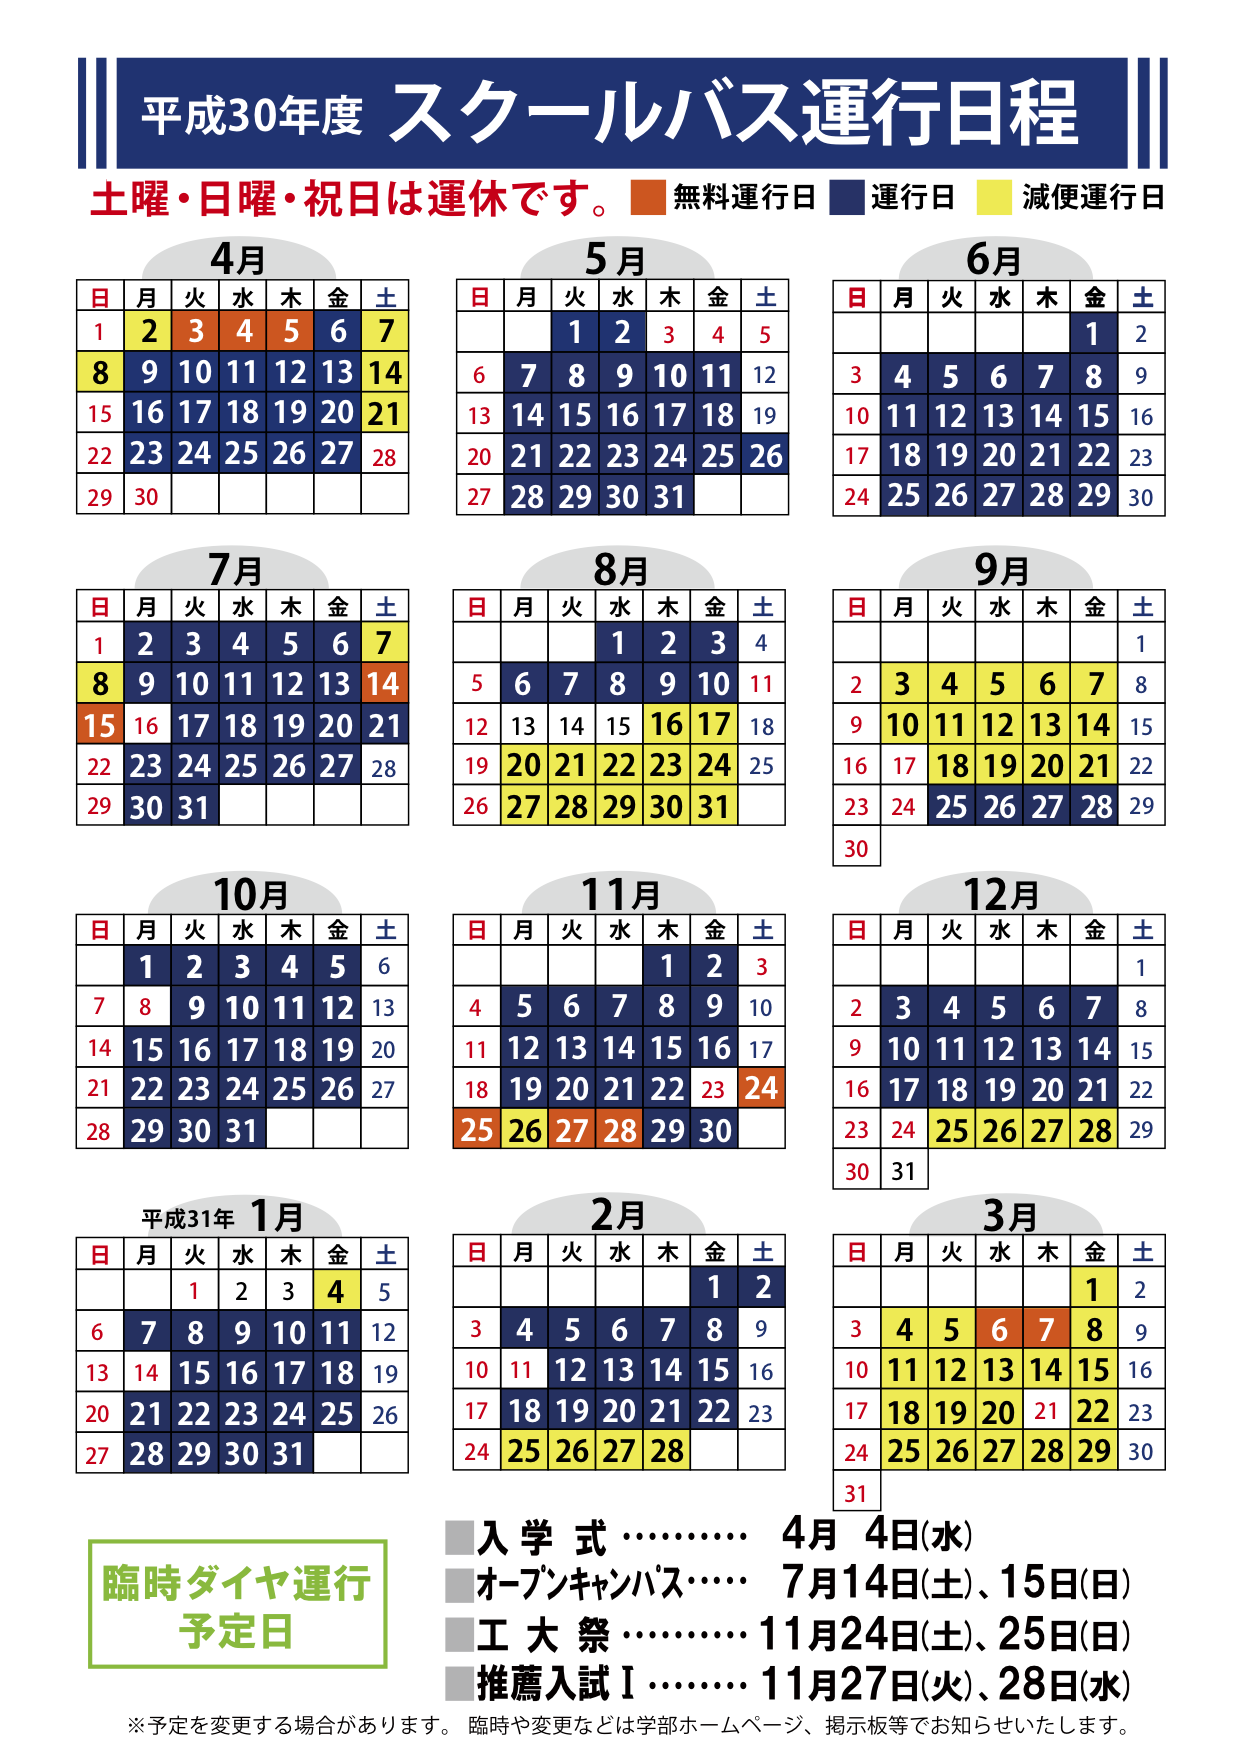 平成30年度 スクールバス運行日程
土曜・日曜・祝日は運休です。 無料運行日 運行日 減便運行日
4月
日 月 火 水 木 金 土
1 2 3 4 5 6 7
8 9 10 11 12 13 14
15 16 17 18 19 20 21
22 23 24 25 26 27 28
29 30
5月
日 月 火 水 木 金 土
1 2 3 4 5
6 7 8 9 10 11 12
13 14 15 16 17 18 19
20 21 22 23 24 25 26
27 28 29 30 31
6月
日 月 火 水 木 金 土
1 2
3 4 5 6 7 8 9
10 11 12 13 14 15 16
17 18 19 20 21 22 23
24 25 26 27 28 29 30
7月
日 月 火 水 木 金 土
1 2 3 4 5 6 7
8 9 10 11 12 13 14
15 16 17 18 19 20 21
22 23 24 25 26 27 28
29 30 31
8月
日 月 火 水 木 金 土
1 2 3 4
5 6 7 8 9 10 11
12 13 14 15 16 17 18
19 20 21 22 23 24 25
26 27 28 29 30 31
9月
日 月 火 水 木 金 土
1
2 3 4 5 6 7 8
9 10 11 12 13 14 15
16 17 18 19 20 21 22
23 24 25 26 27 28 29
30
10月
日 月 火 水 木 金 土
1 2 3 4 5 6
7 8 9 10 11 12 13
14 15 16 17 18 19 20
21 22 23 24 25 26 27
28 29 30 31
11月
日 月 火 水 木 金 土
1 2 3
4 5 6 7 8 9 10
11 12 13 14 15 16 17
18 19 20 21 22 23 24
25 26 27 28 29 30
12月
日 月 火 水 木 金 土
1
2 3 4 5 6 7 8
9 10 11 12 13 14 15
16 17 18 19 20 21 22
23 24 25 26 27 28 29
30 31
平成31年 1月
日 月 火 水 木 金 土
1 2 3 4 5
6 7 8 9 10 11 12
13 14 15 16 17 18 19
20 21 22 23 24 25 26
27 28 29 30 31
2月
日 月 火 水 木 金 土
1 2
3 4 5 6 7 8 9
10 11 12 13 14 15 16
17 18 19 20 21 22 23
24 25 26 27 28
3月
日 月 火 水 木 金 土
1 2
3 4 5 6 7 8 9
10 11 12 13 14 15 16
17 18 19 20 21 22 23
24 25 26 27 28 29 30
31
臨時ダイヤ運行
予定日
■入 学 式 ………… 4月 4日(水)
■オープンキャンパス…… 7月14日(土)、15日(日)
■工 大 祭 ………… 11月24日(土)、25日(日)
■推薦入試Ⅰ ……… 11月27日(火)、28日(水)
※予定を変更する場合があります。 臨時や変更などは学部ホームページ、掲示板等でお知らせいたします。